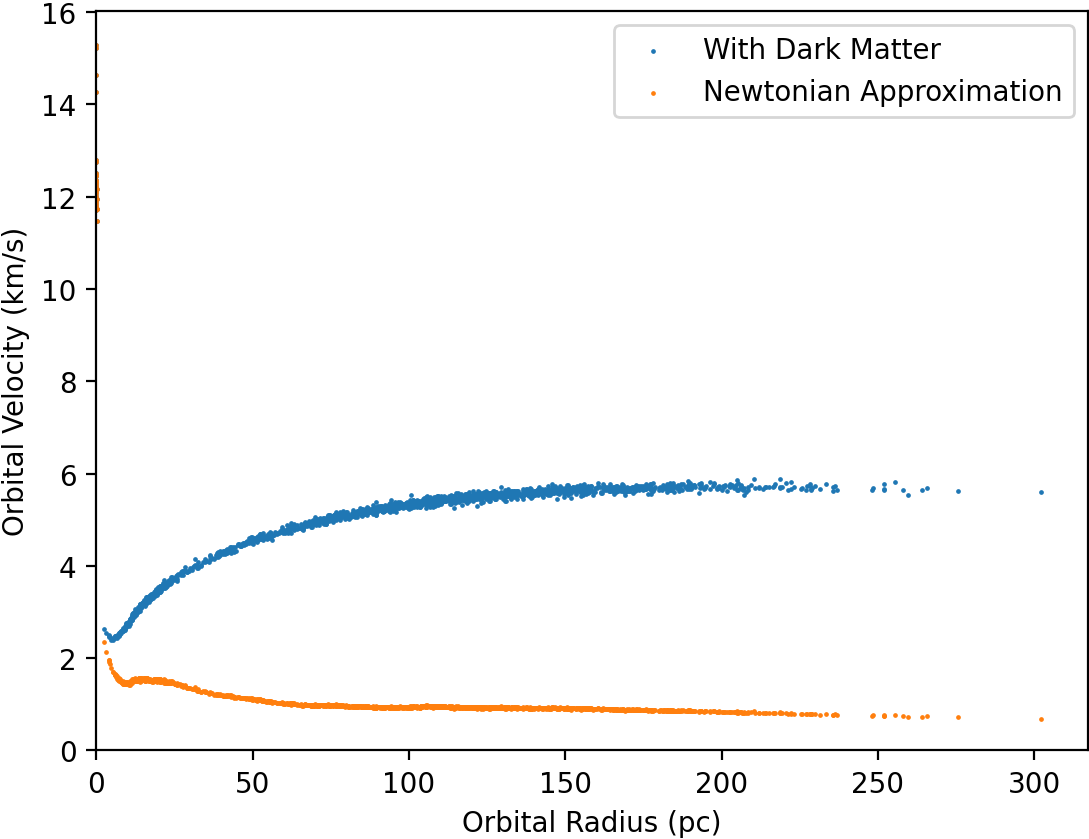 16
14
12
10
8
6
4
2
0
Orbital Velocity (km/s)
With Dark Matter
Newtonian Approximation
0 50 100 150 200 250 300
Orbital Radius (pc)